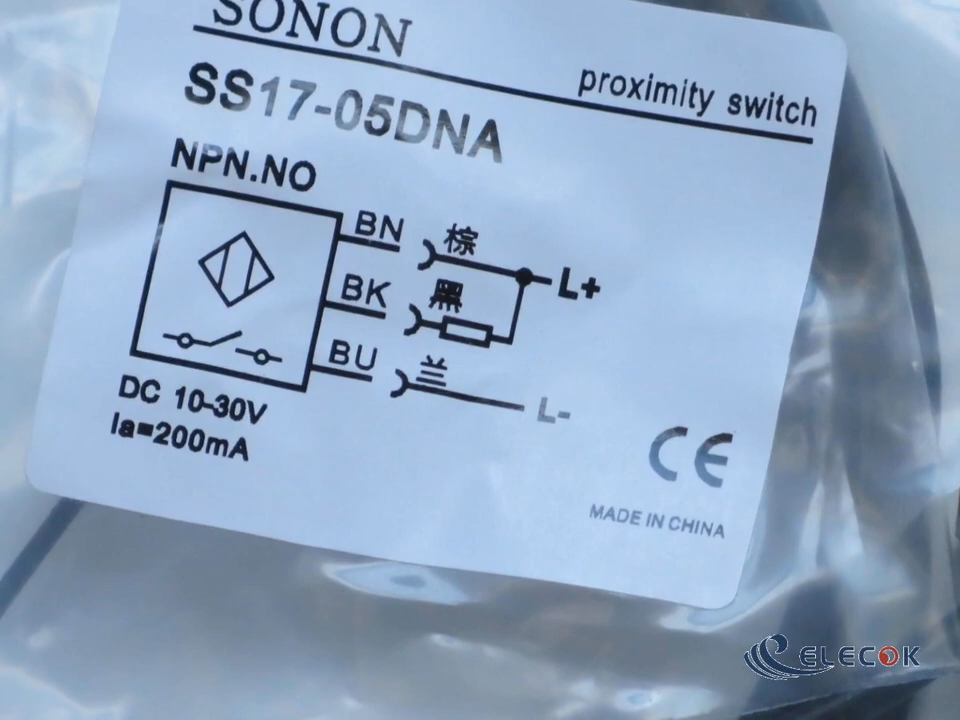 SONON
proximity switch
SS17-05DNA
NPN.NO
BN 棕
L+
BK 黑
BU 兰
L-
DC 10-30V
Ia=200mA
CE
MADE IN CHINA
ELECOK